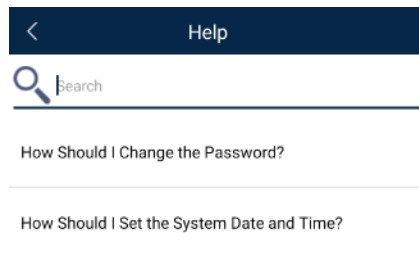 Help
Search
How Should I Change the Password?
How Should I Set the System Date and Time?